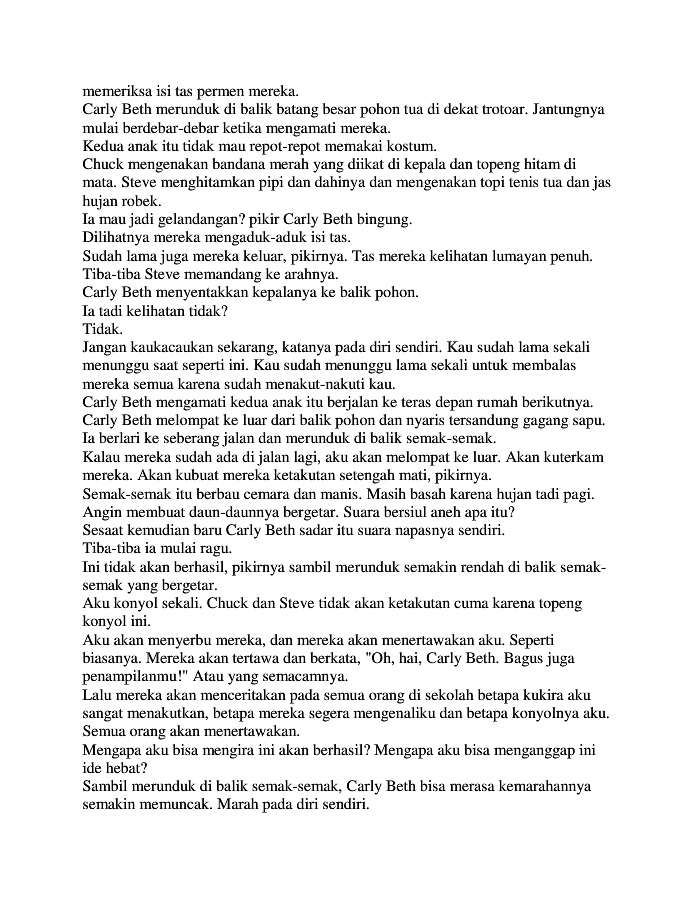 memeriksa isi tas permen mereka.
Carly Beth merunduk di balik batang besar pohon tua di dekat trotoar. Jantungnya
mulai berdebar-debar ketika mengamati mereka.
Kedua anak itu tidak mau repot-repot memakai kostum.
Chuck mengenakan bandana merah yang diikat di kepala dan topeng hitam di
mata. Steve menghitamkan pipi dan dahinya dan mengenakan topi tenis tua dan jas
hujan robek.
Ia mau jadi gelandangan? pikir Carly Beth bingung.
Dilihatnya mereka mengaduk-aduk isi tas.
Sudah lama juga mereka keluar, pikirnya. Tas mereka kelihatan lumayan penuh.
Tiba-tiba Steve memandang ke arahnya.
Carly Beth menyentakkan kepalanya ke balik pohon.
Ia tadi kelihatan tidak?
Tidak.
Jangan kaukacaukan sekarang, katanya pada diri sendiri. Kau sudah lama sekali
menunggu saat seperti ini. Kau sudah menunggu lama sekali untuk membalas
mereka semua karena sudah menakut-nakuti kau.
Carly Beth mengamati kedua anak itu berjalan ke teras depan rumah berikutnya.
Carly Beth melompat ke luar dari balik pohon dan nyaris tersandung gagang sapu.
Ia berlari ke seberang jalan dan merunduk di balik semak-semak.
Kalau mereka sudah ada di jalan lagi, aku akan melompat ke luar. Akan kuterkam
mereka. Akan kubuat mereka ketakutan setengah mati, pikirnya.
Semak-semak itu berbau cemara dan manis. Masih basah karena hujan tadi pagi.
Angin membuat daun-daunnya bergetar. Suara bersiul aneh apa itu?
Sesaat kemudian baru Carly Beth sadar itu suara napasnya sendiri.
Tiba-tiba ia mulai ragu.
Ini tidak akan berhasil, pikirnya sambil merunduk semakin rendah di balik semak-
semak yang bergetar.
Aku konyol sekali. Chuck dan Steve tidak akan ketakutan cuma karena topeng
konyol ini.
Aku akan menyerbu mereka, dan mereka akan menertawakan aku. Seperti
biasanya. Mereka akan tertawa dan berkata, "Oh, hai, Carly Beth. Bagus juga
penampilanmu!" Atau yang semacamnya.
Lalu mereka akan menceritakan pada semua orang di sekolah betapa kukira aku
sangat menakutkan, betapa mereka segera mengenaliku dan betapa konyolnya aku.
Semua orang akan menertawakan.
Mengapa aku bisa mengira ini akan berhasil? Mengapa aku bisa menganggap ini
ide hebat?
Sambil merunduk di balik semak-semak, Carly Beth bisa merasa kemarahannya
semakin memuncak. Marah pada diri sendiri.